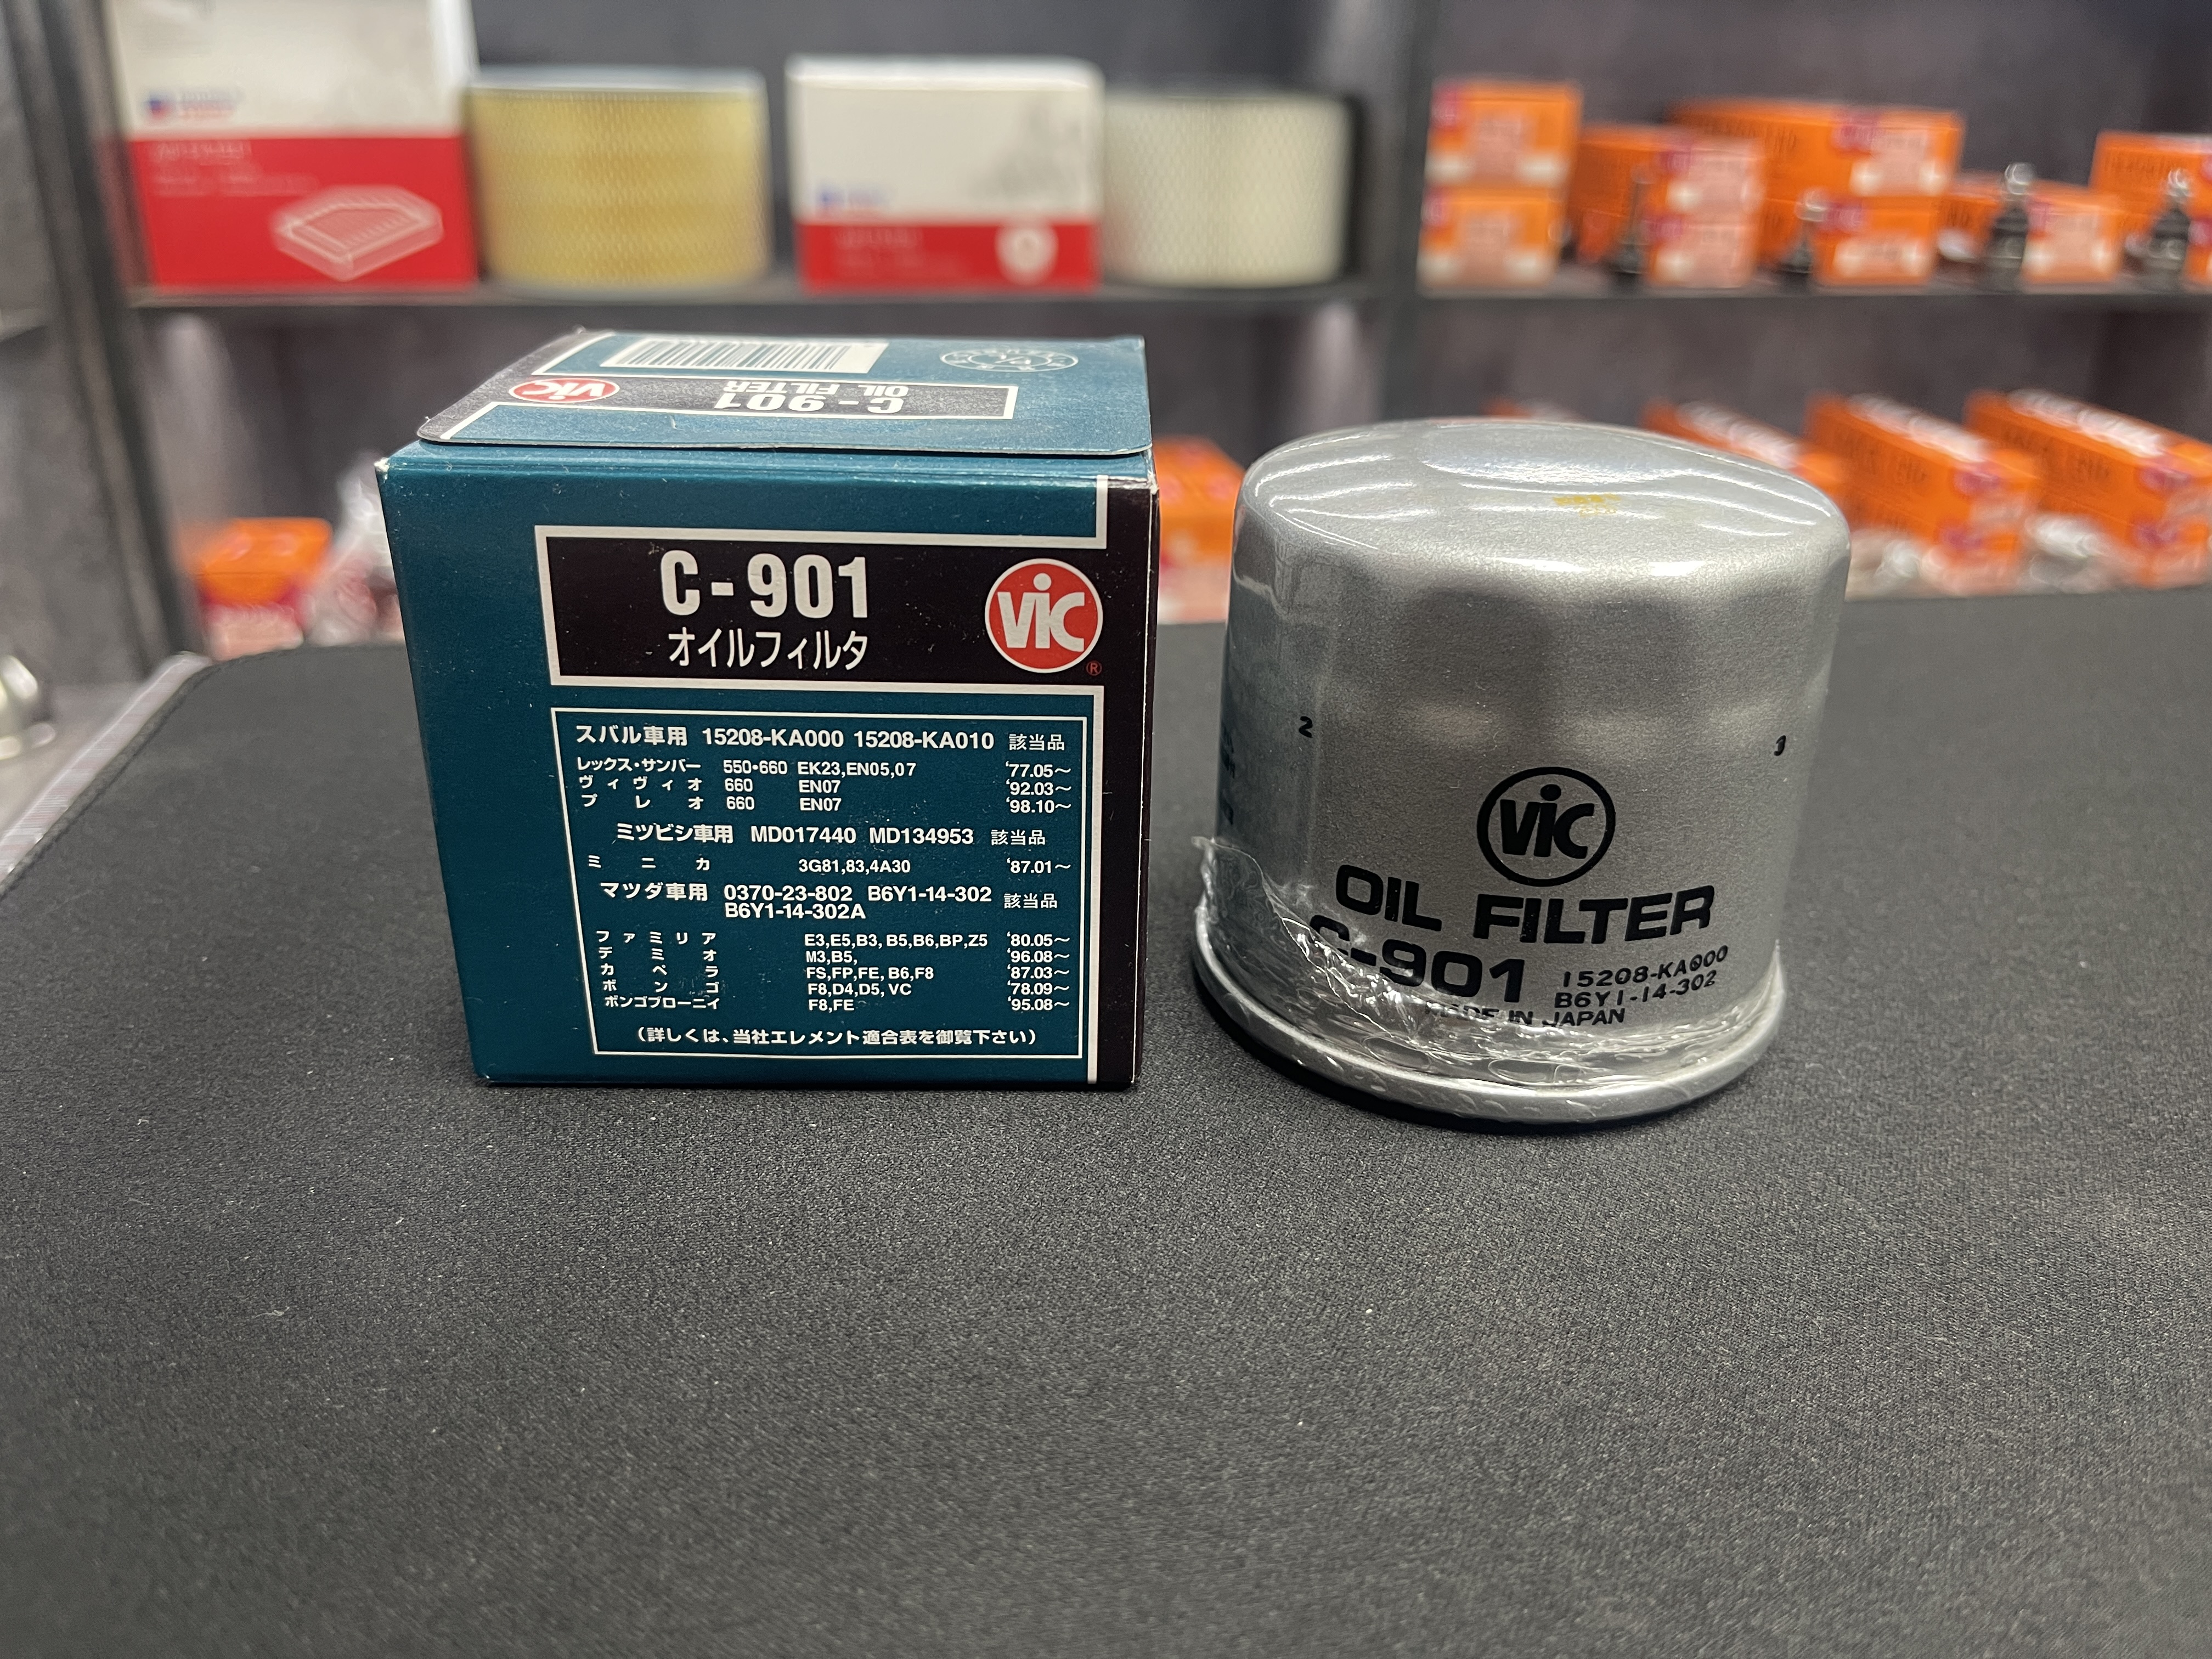 C-901
OIL FILTER
VIC
C-901
オイルフィルタ
VIC
®
スバル車用 15208-KA000 15208-KA010 該当品
レックス・サンバー 550•660 EK23,EN05,07 '77.05〜
ヴィヴィオ 660 EN07 '92.03〜
プレオ 660 EN07 '98.10〜
ミツビシ車用 MD017440 MD134953 該当品
ミニカ 3G81,83,4A30 '87.01〜
マツダ車用 0370-23-802 B6Y1-14-302 該当品
B6Y1-14-302A
ファミリア E3,E5,B3,B5,B6,BP,Z5 '80.05〜
デミオ M3,B5, '96.08〜
カペラ FS,FP,FE,B6,F8 '87.03〜
ボンゴ F8,D4,D5,VC '78.09〜
ボンゴブローニイ F8,FE '95.08〜
(詳しくは、当社エレメント適合表を御覧下さい)
2
3
VIC
OIL FILTER
C-901 15208-KA000
B6Y1-14-302
MADE IN JAPAN